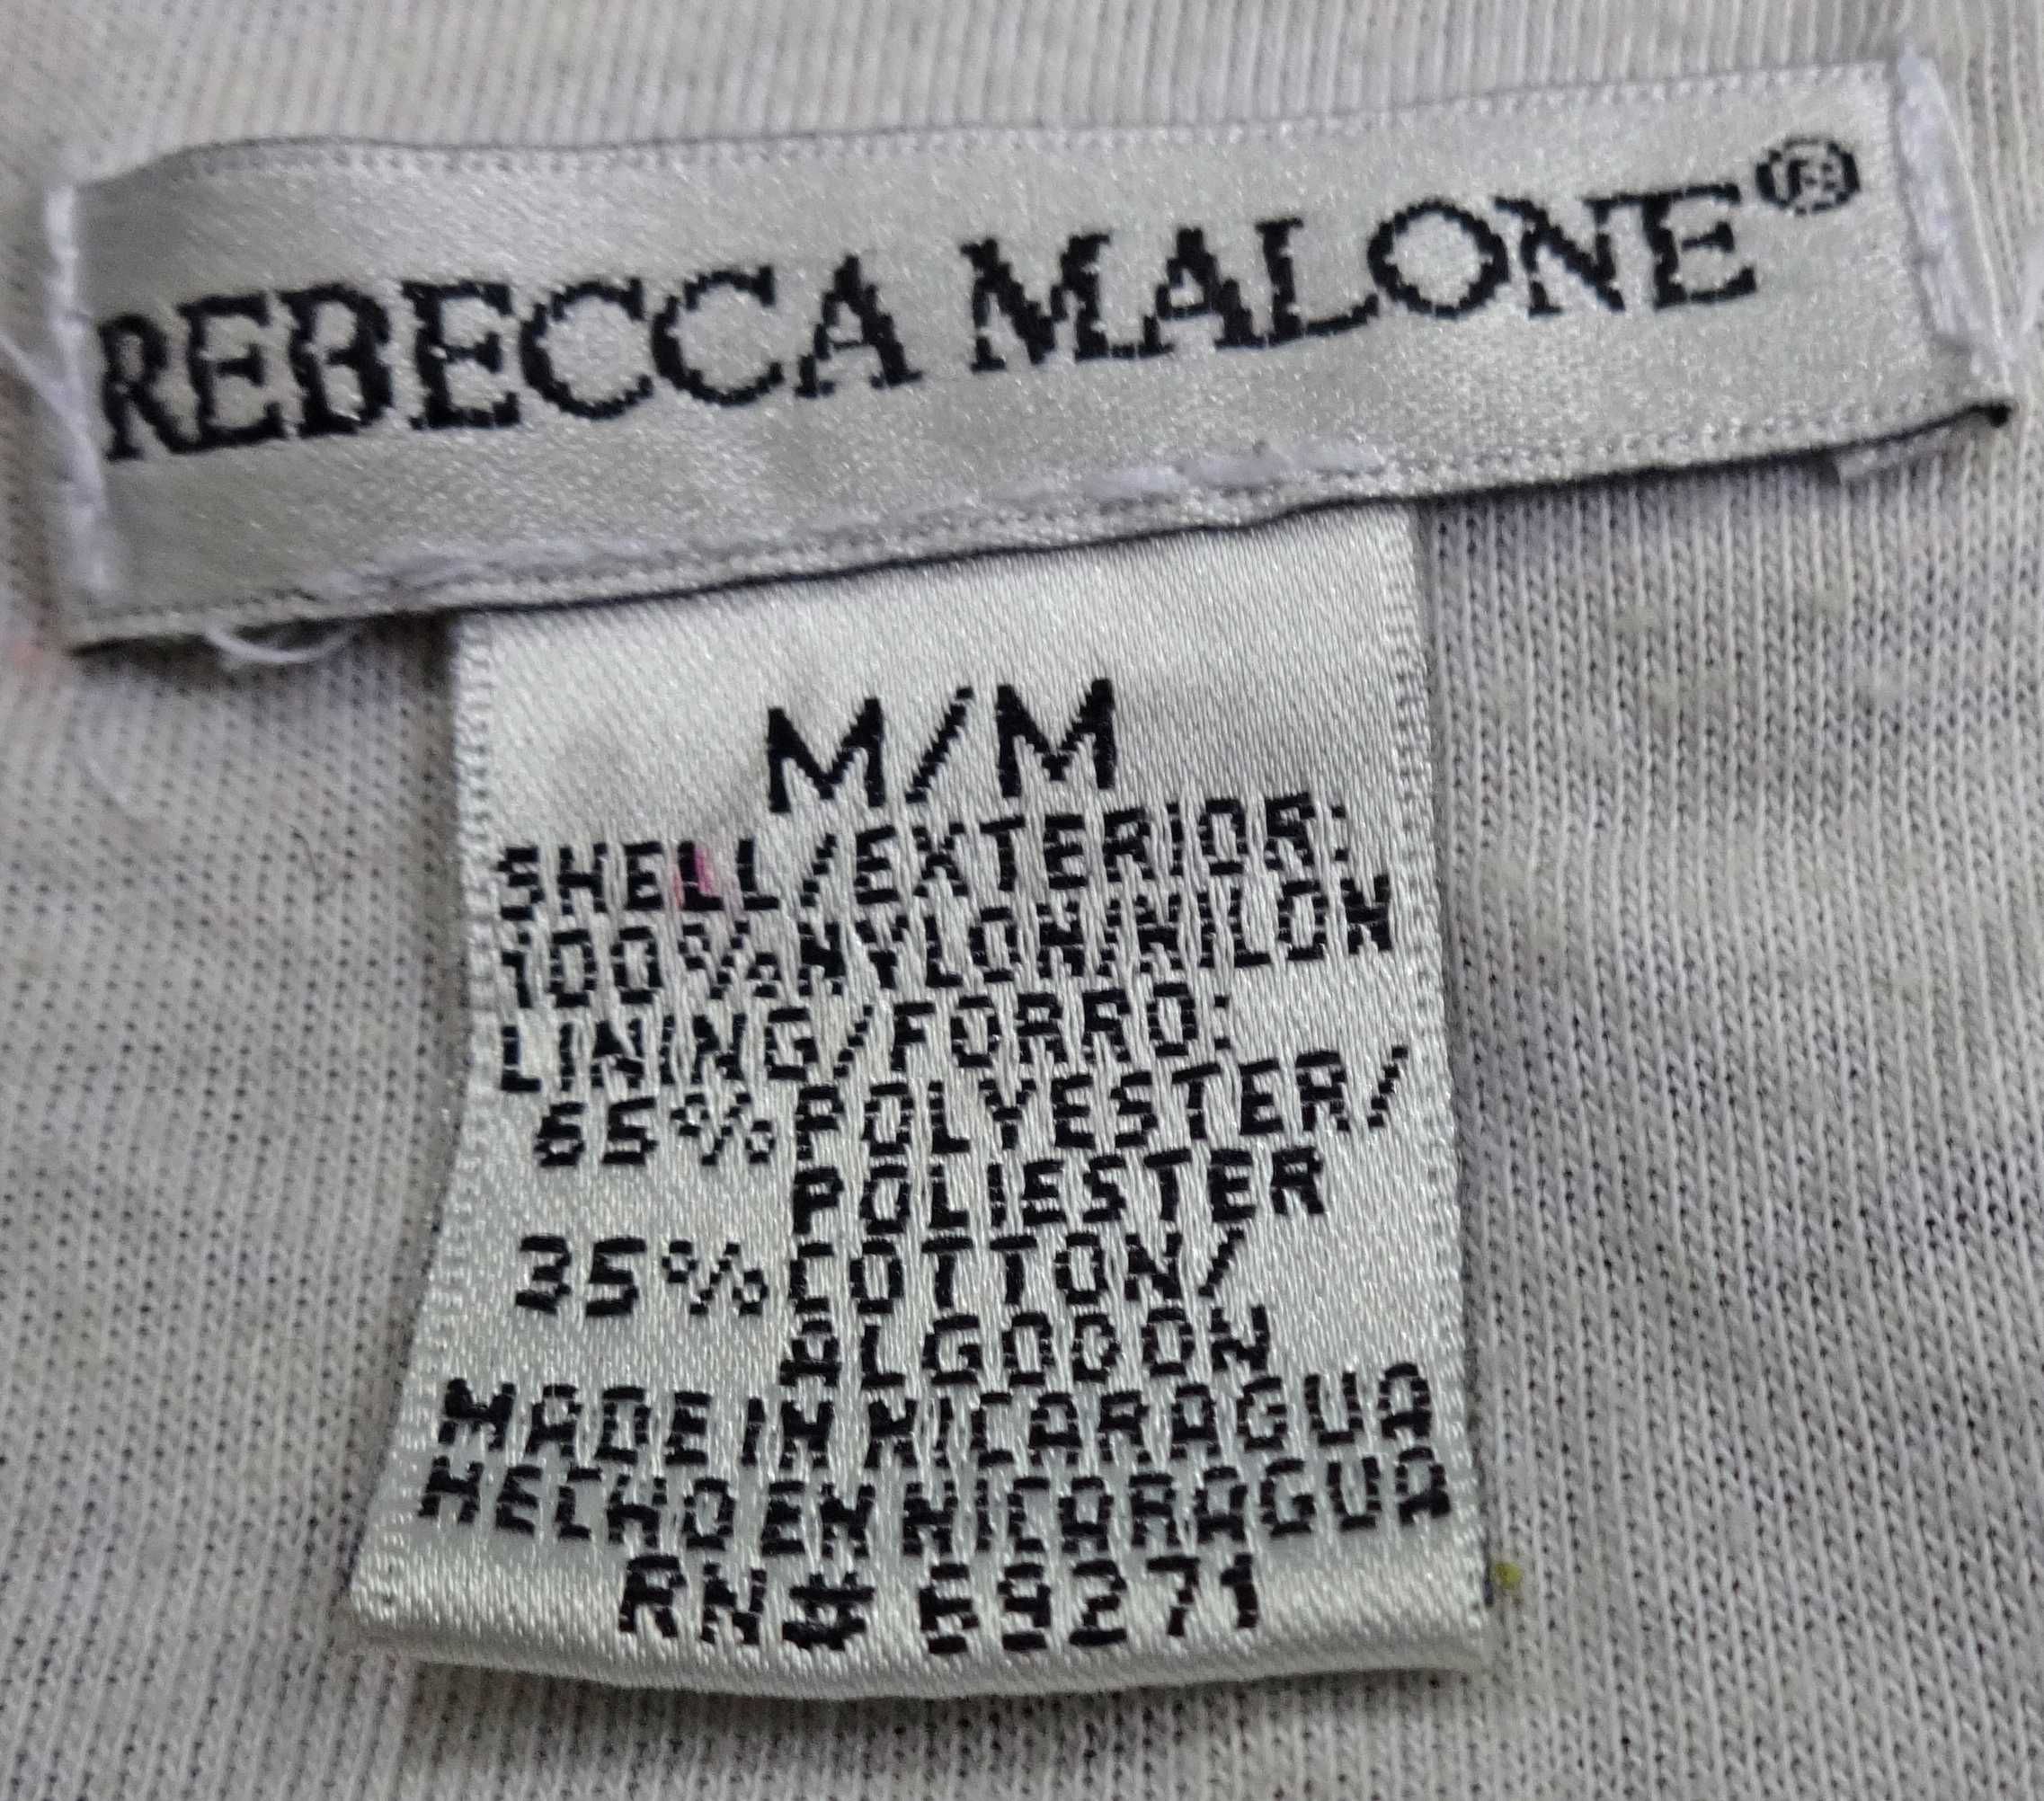 REBECCA MALONE®
M/M
SHELL/EXTERIOR:
100% NYLON/NILON
LINING/FORRO:
65% POLYESTER/
POLIESTER
35% COTTON/
ALGODON
MADE IN NICARAGUA
HECHO EN NICARAGUA
RN# 69271